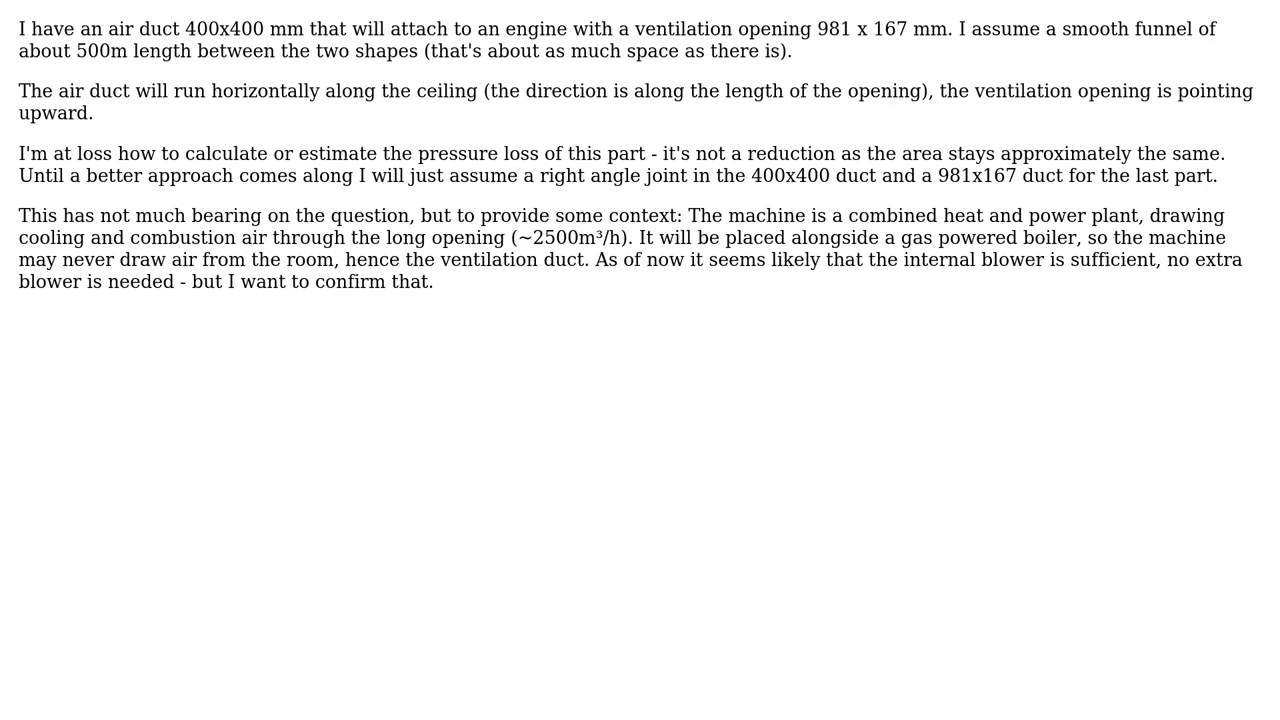 I have an air duct 400x400 mm that will attach to an engine with a ventilation opening 981 x 167 mm. I assume a smooth funnel of
about 500m length between the two shapes (that's about as much space as there is).
The air duct will run horizontally along the ceiling (the direction is along the length of the opening), the ventilation opening is pointing
upward.
I'm at loss how to calculate or estimate the pressure loss of this part - it's not a reduction as the area stays approximately the same.
Until a better approach comes along I will just assume a right angle joint in the 400x400 duct and a 981x167 duct for the last part.
This has not much bearing on the question, but to provide some context: The machine is a combined heat and power plant, drawing
cooling and combustion air through the long opening (~2500m³/h). It will be placed alongside a gas powered boiler, so the machine
may never draw air from the room, hence the ventilation duct. As of now it seems likely that the internal blower is sufficient, no extra
blower is needed - but I want to confirm that.